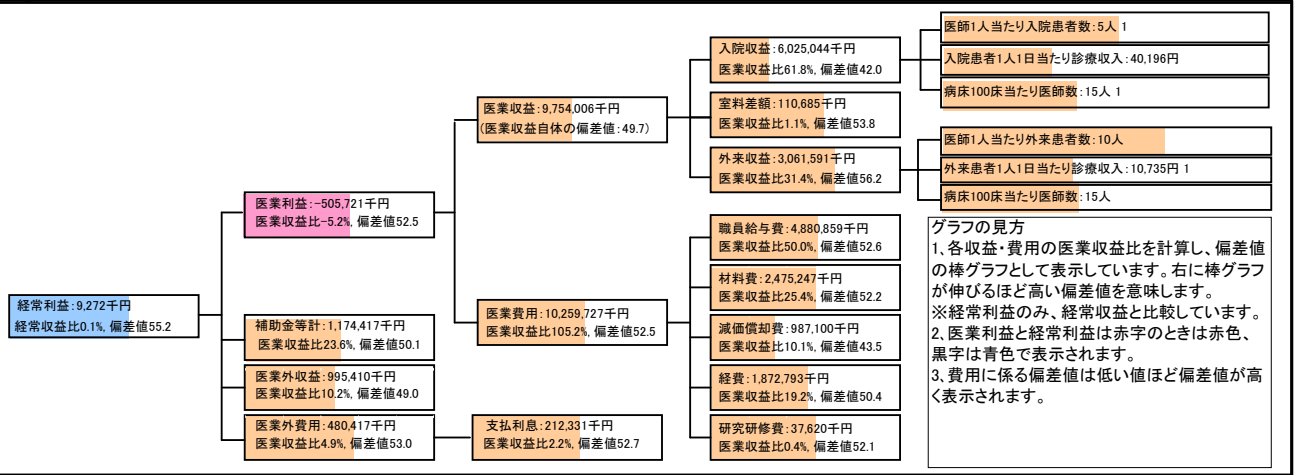 経常利益:9,272千円
経常収比0.1%, 偏差値55.2
医業利益:-505,721千円
医業収益比-5.2%, 偏差値52.5
補助金等計:1,174,417千円
医業収益比23.6%, 偏差値50.1
医業外収益:995,410千円
医業収益比10.2%, 偏差値49.0
医業外費用:480,417千円
医業収益比4.9%, 偏差値53.0
支払利息:212,331千円
医業収益比2.2%, 偏差値52.7
医業収益:9,754,006千円
(医業収益自体の偏差値:49.7)
医業費用:10,259,727千円
医業収益比105.2%, 偏差値52.5
入院収益:6,025,044千円
医業収益比61.8%, 偏差値42.0
室料差額:110,685千円
医業収益比1.1%, 偏差値53.8
外来収益:3,061,591千円
医業収益比31.4%, 偏差値56.2
職員給与費:4,880,859千円
医業収益比50.0%, 偏差値52.6
材料費:2,475,247千円
医業収益比25.4%, 偏差値52.2
減価償却費:987,100千円
医業収益比10.1%, 偏差値43.5
経費:1,872,793千円
医業収益比19.2%, 偏差値50.4
研究研修費:37,620千円
医業収益比0.4%, 偏差値52.1
医師1人当たり入院患者数:5人 1
入院患者1人1日当たり診療収入:40,196円
病床100床当たり医師数:15人 1
医師1人当たり外来患者数:10人
外来患者1人1日当たり診療収入:10,735円 1
病床100床当たり医師数:15人
グラフの見方
1、各収益・費用の医業収益比を計算し、偏差値
の棒グラフとして表示しています。右に棒グラフ
が伸びるほど高い偏差値を意味します。
※経常利益のみ、経常収益と比較しています。
2、医業利益と経常利益は赤字のときは赤色、
黒字は青色で表示されます。
3、費用に係る偏差値は低い値ほど偏差値が高
く表示されます。